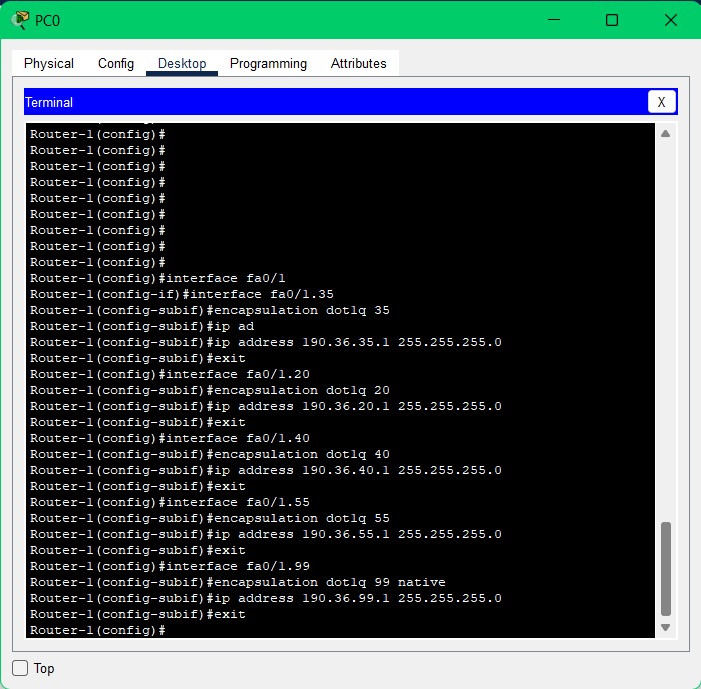 PC0
Physical Config Desktop Programming Attributes
Terminal X
Router-1(config)#
Router-1(config)#
Router-1(config)#
Router-1(config)#
Router-1(config)#
Router-1(config)#
Router-1(config)#
Router-1(config)#
Router-1(config)#
Router-1(config)#interface fa0/1
Router-1(config-if)#interface fa0/1.35
Router-1(config-subif)#encapsulation dot1q 35
Router-1(config-subif)#ip ad
Router-1(config-subif)#ip address 190.36.35.1 255.255.255.0
Router-1(config-subif)#exit
Router-1(config)#interface fa0/1.20
Router-1(config-subif)#encapsulation dot1q 20
Router-1(config-subif)#ip address 190.36.20.1 255.255.255.0
Router-1(config-subif)#exit
Router-1(config)#interface fa0/1.40
Router-1(config-subif)#encapsulation dot1q 40
Router-1(config-subif)#ip address 190.36.40.1 255.255.255.0
Router-1(config-subif)#exit
Router-1(config)#interface fa0/1.55
Router-1(config-subif)#encapsulation dot1q 55
Router-1(config-subif)#ip address 190.36.55.1 255.255.255.0
Router-1(config-subif)#exit
Router-1(config)#interface fa0/1.99
Router-1(config-subif)#encapsulation dot1q 99 native
Router-1(config-subif)#ip address 190.36.99.1 255.255.255.0
Router-1(config-subif)#exit
Router-1(config)#
Top